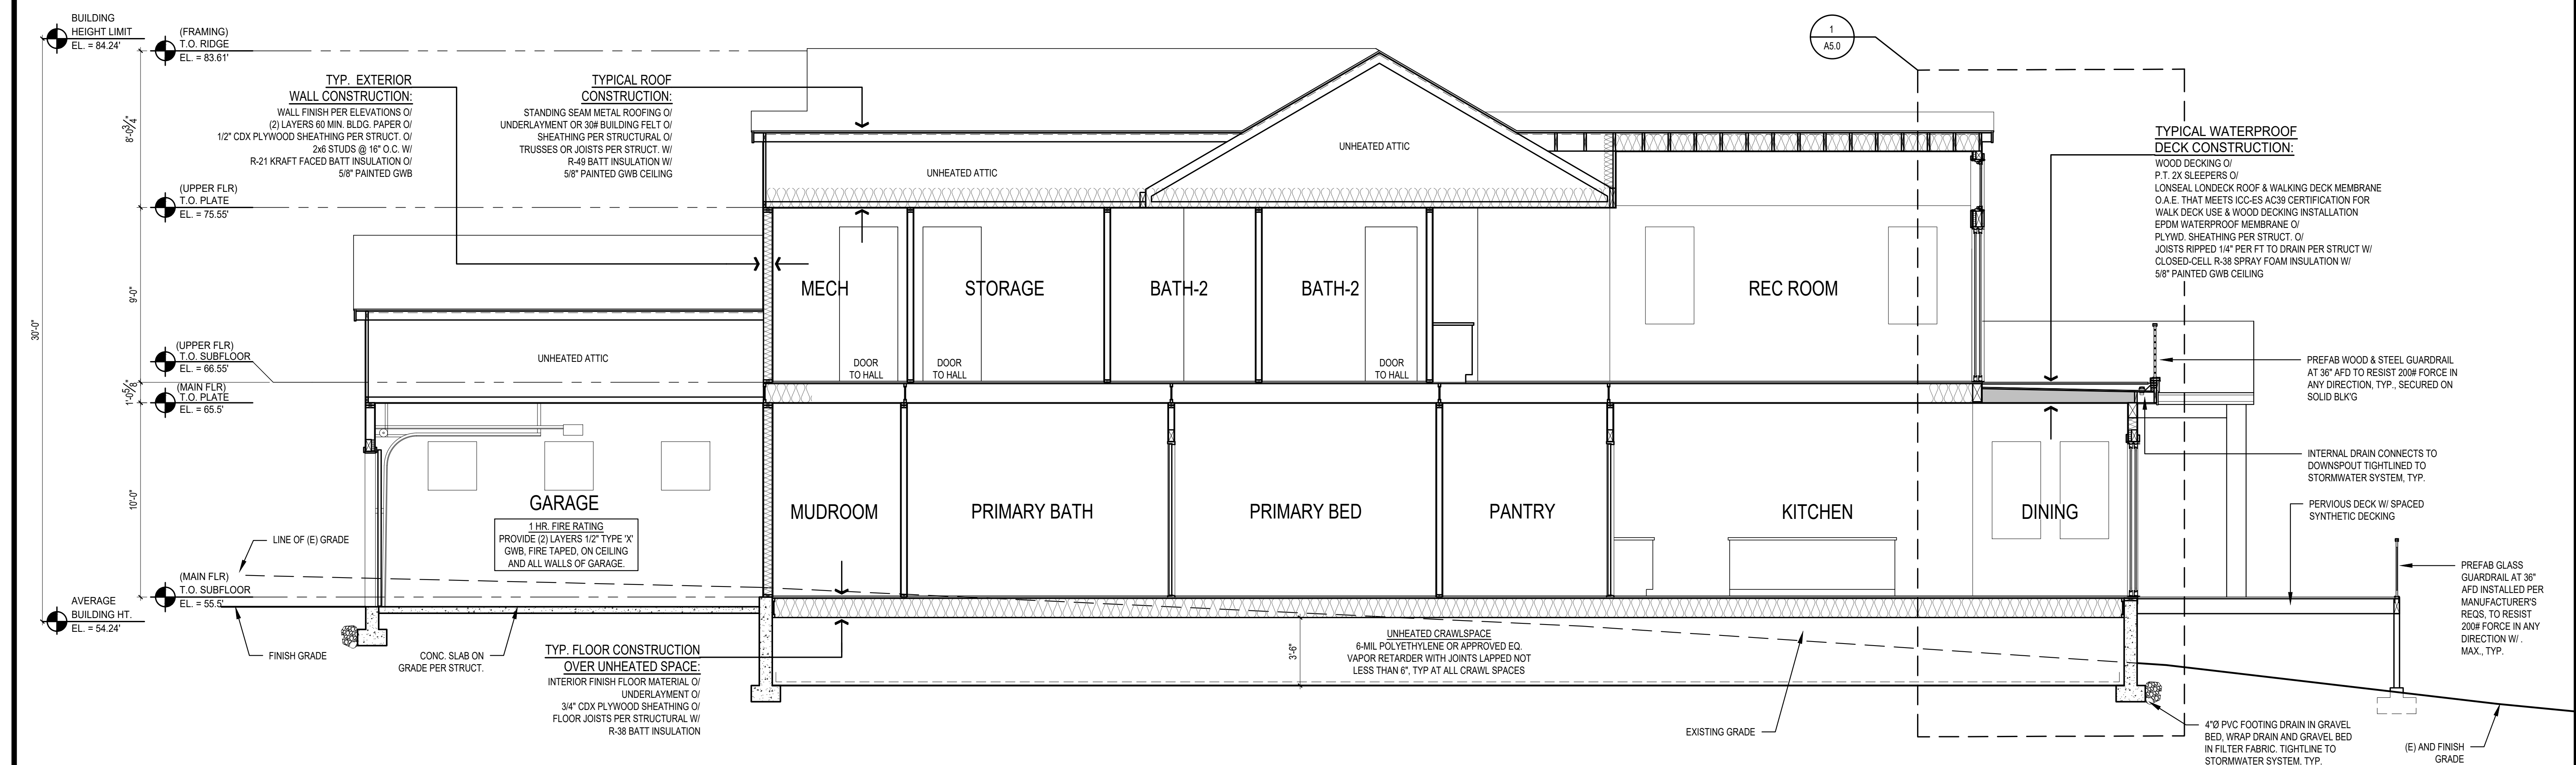 BUILDING
HEIGHT LIMIT
EL. = 84.24'
(FRAMING)
T.O. RIDGE
EL. = 83.61'
8'-0 3/4"
(UPPER FLR)
T.O. PLATE
EL. = 75.55'
9'-0"
30'-0"
(UPPER FLR)
T.O. SUBFLOOR
EL. = 66.55'
1'-0 5/8"
(MAIN FLR)
T.O. PLATE
EL. = 65.5'
10'-0"
(MAIN FLR)
T.O. SUBFLOOR
EL. = 55.5'
AVERAGE
BUILDING HT.
EL. = 54.24'
TYP. EXTERIOR
WALL CONSTRUCTION:
WALL FINISH PER ELEVATIONS O/
(2) LAYERS 60 MIN. BLDG. PAPER O/
1/2" CDX PLYWOOD SHEATHING PER STRUCT. O/
2x6 STUDS @ 16" O.C. W/
R-21 KRAFT FACED BATT INSULATION O/
5/8" PAINTED GWB
TYPICAL ROOF
CONSTRUCTION:
STANDING SEAM METAL ROOFING O/
UNDERLAYMENT OR 30# BUILDING FELT O/
SHEATHING PER STRUCTURAL O/
TRUSSES OR JOISTS PER STRUCT. W/
R-49 BATT INSULATION W/
5/8" PAINTED GWB CEILING
1
A5.0
TYPICAL WATERPROOF
DECK CONSTRUCTION:
WOOD DECKING O/
P.T. 2X SLEEPERS O/
LONSEAL LONDECK ROOF & WALKING DECK MEMBRANE
O.A.E. THAT MEETS ICC-ES AC39 CERTIFICATION FOR
WALK DECK USE & WOOD DECKING INSTALLATION
EPDM WATERPROOF MEMBRANE O/
PLYWD. SHEATHING PER STRUCT. O/
JOISTS RIPPED 1/4" PER FT TO DRAIN PER STRUCT W/
CLOSED-CELL R-38 SPRAY FOAM INSULATION W/
5/8" PAINTED GWB CEILING
UNHEATED ATTIC
UNHEATED ATTIC
UNHEATED ATTIC
MECH
STORAGE
BATH-2
BATH-2
REC ROOM
DOOR
TO HALL
DOOR
TO HALL
DOOR
TO HALL
PREFAB WOOD & STEEL GUARDRAIL
AT 36" AFD TO RESIST 200# FORCE IN
ANY DIRECTION, TYP., SECURED ON
SOLID BLK'G
INTERNAL DRAIN CONNECTS TO
DOWNSPOUT TIGHTLINED TO
STORMWATER SYSTEM, TYP.
PERVIOUS DECK W/ SPACED
SYNTHETIC DECKING
PREFAB GLASS
GUARDRAIL AT 36"
AFD INSTALLED PER
MANUFACTURER'S
REQS, TO RESIST
200# FORCE IN ANY
DIRECTION W/ .
MAX., TYP.
GARAGE
1 HR. FIRE RATING
PROVIDE (2) LAYERS 1/2" TYPE 'X'
GWB, FIRE TAPED, ON CEILING
AND ALL WALLS OF GARAGE.
MUDROOM
PRIMARY BATH
PRIMARY BED
PANTRY
KITCHEN
DINING
LINE OF (E) GRADE
FINISH GRADE
CONC. SLAB ON
GRADE PER STRUCT.
TYP. FLOOR CONSTRUCTION
OVER UNHEATED SPACE:
INTERIOR FINISH FLOOR MATERIAL O/
UNDERLAYMENT O/
3/4" CDX PLYWOOD SHEATHING O/
FLOOR JOISTS PER STRUCTURAL W/
R-38 BATT INSULATION
3'-6"
UNHEATED CRAWLSPACE
6-MIL POLYETHYLENE OR APPROVED EQ.
VAPOR RETARDER WITH JOINTS LAPPED NOT
LESS THAN 6", TYP AT ALL CRAWL SPACES
EXISTING GRADE
4"Ø PVC FOOTING DRAIN IN GRAVEL
BED, WRAP DRAIN AND GRAVEL BED
IN FILTER FABRIC. TIGHTLINE TO
STORMWATER SYSTEM. TYP.
(E) AND FINISH
GRADE